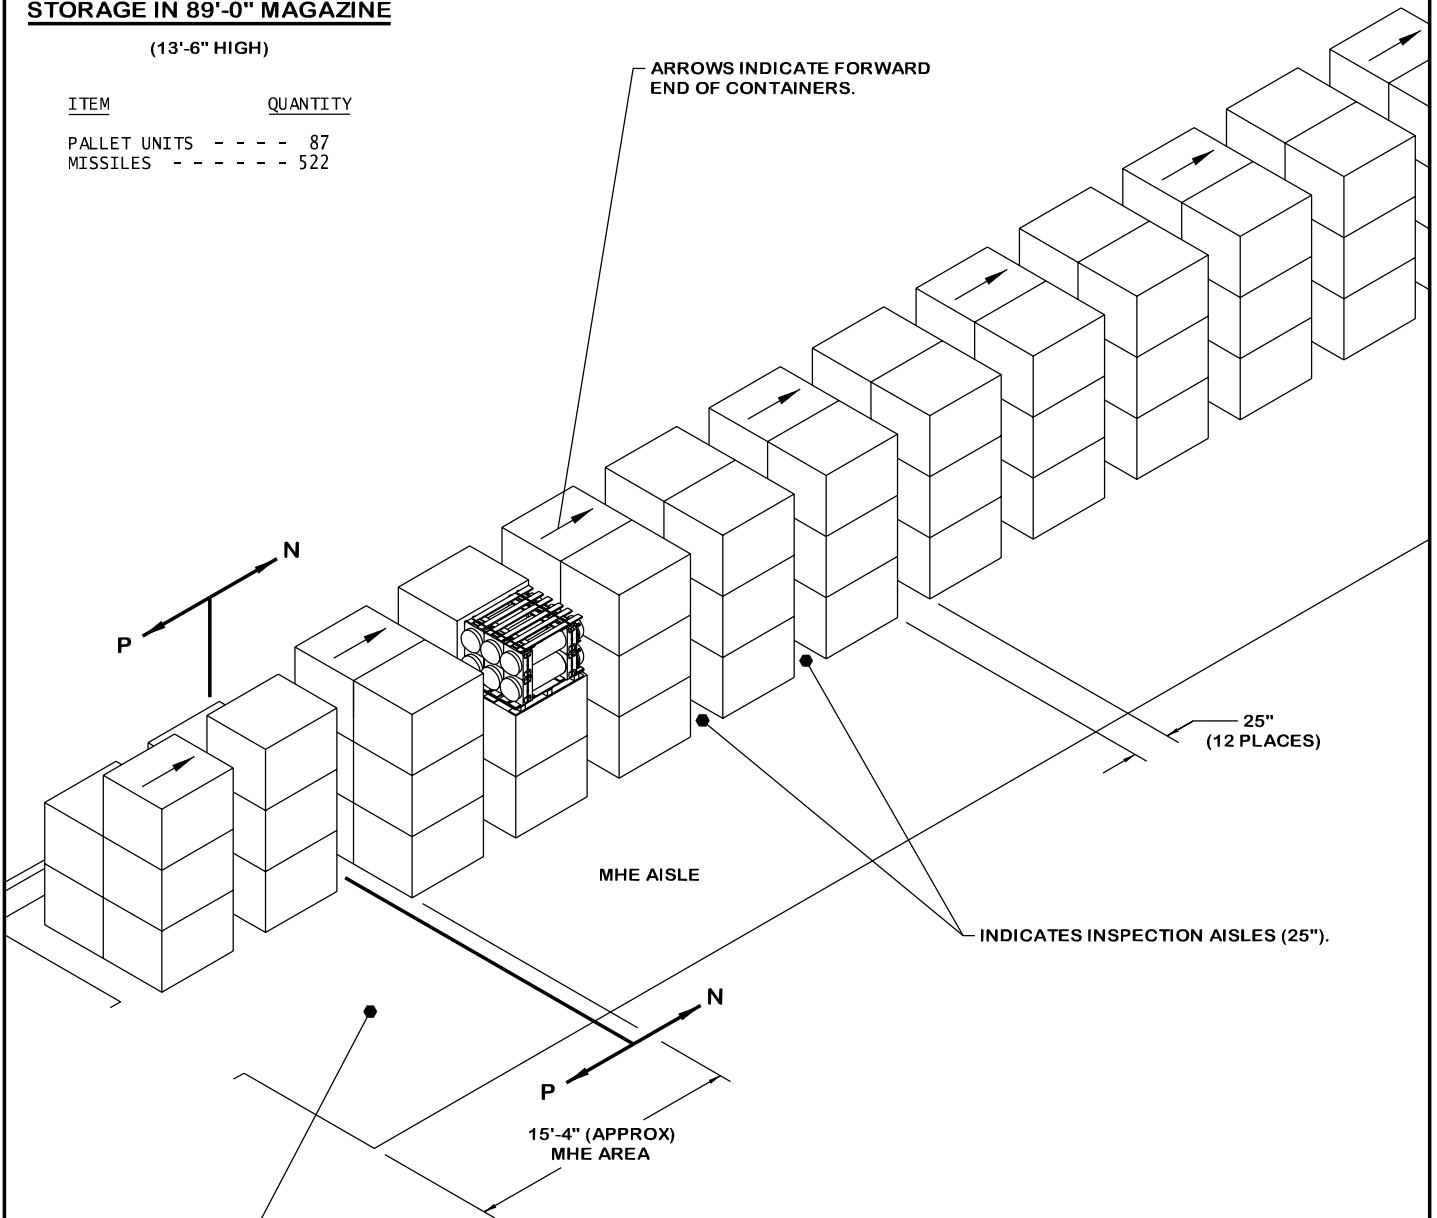 STORAGE IN 89'-0" MAGAZINE
(13'-6" HIGH)
ITEM QUANTITY
PALLET UNITS - - - - 87
MISSILES - - - - - - 522
ARROWS INDICATE FORWARD
END OF CONTAINERS.
N
P
25"
(12 PLACES)
MHE AISLE
INDICATES INSPECTION AISLES (25").
N
P
15'-4" (APPROX)
MHE AREA